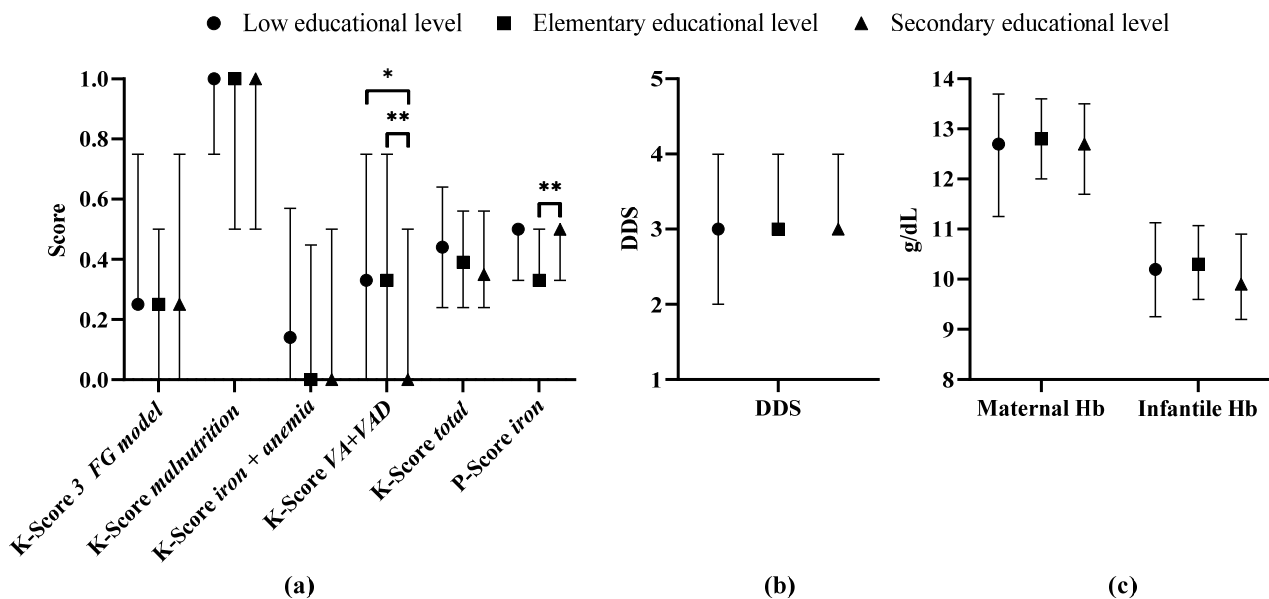 Low educational level Elementary educational level Secondary educational level
1.0
0.8
0.6
0.4
0.2
0.0
Score
*
**
**
K-Score 3 FG model
K-Score malnutrition
K-Score iron + anemia
K-Score VA+VAD
K-Score total
P-Score iron
(a)
5
4
3
2
1
DDS
DDS
(b)
14
13
12
11
10
9
8
g/dL
Maternal Hb Infantile Hb
(c)